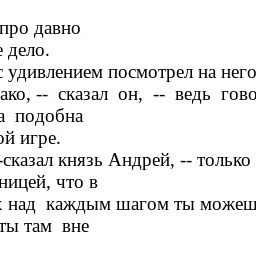 про давно
е дело.
с удивлением посмотрел на него
ако, -- сказал он, -- ведь гово
а подобна
ой игре.
-сказал князь Андрей, -- только
ницей, что в
х над каждым шагом ты можеш
ты там вне